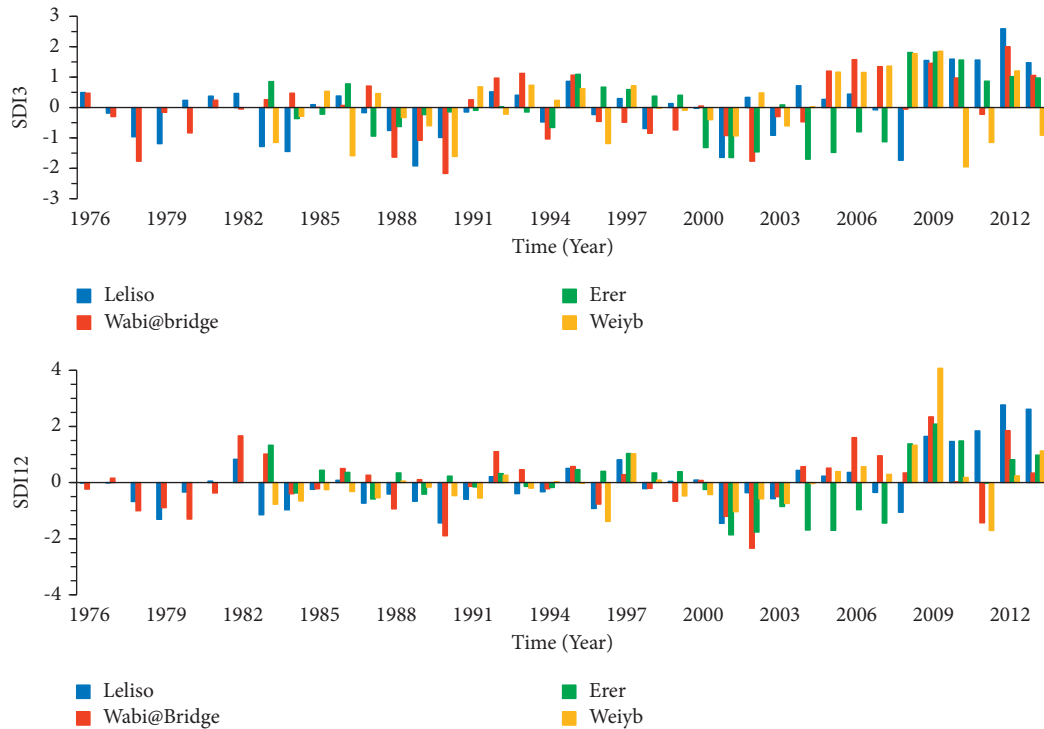 3
2
1
0
-1
-2
-3
SDI3
1976 1979 1982 1985 1988 1991 1994 1997 2000 2003 2006 2009 2012
Time (Year)
Leliso Erer
Wabi@bridge Weiyb
4
2
0
-2
-4
SDI12
1976 1979 1982 1985 1988 1991 1994 1997 2000 2003 2006 2009 2012
Time (Year)
Leliso Erer
Wabi@Bridge Weiyb